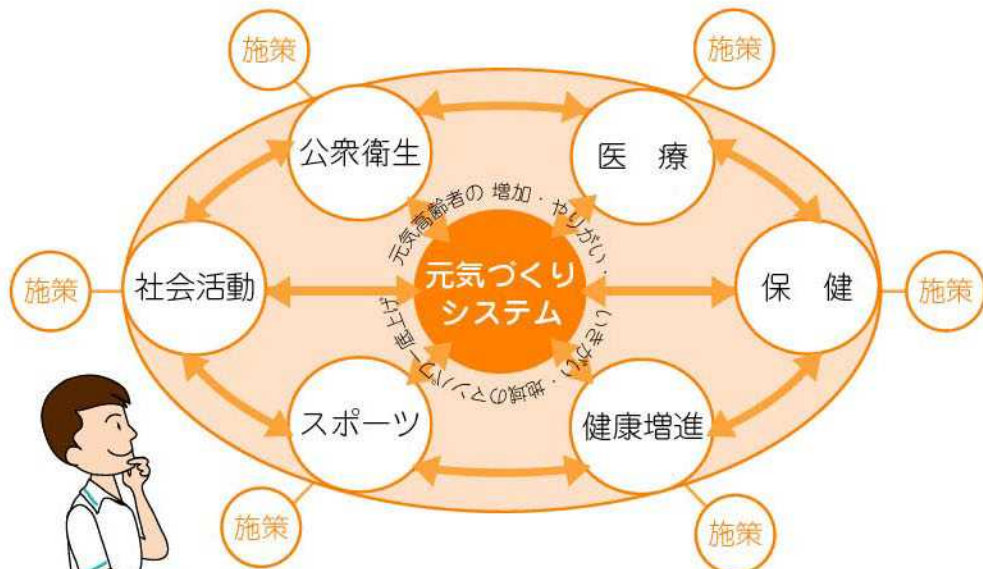 施策
施策
公衆衛生
医 療
元気高齢者の 増加・やりがい・
いきがい・地域のマンパワー底上げ
施策
社会活動
元気づくり
システム
保 健
施策
スポーツ
健康増進
施策
施策